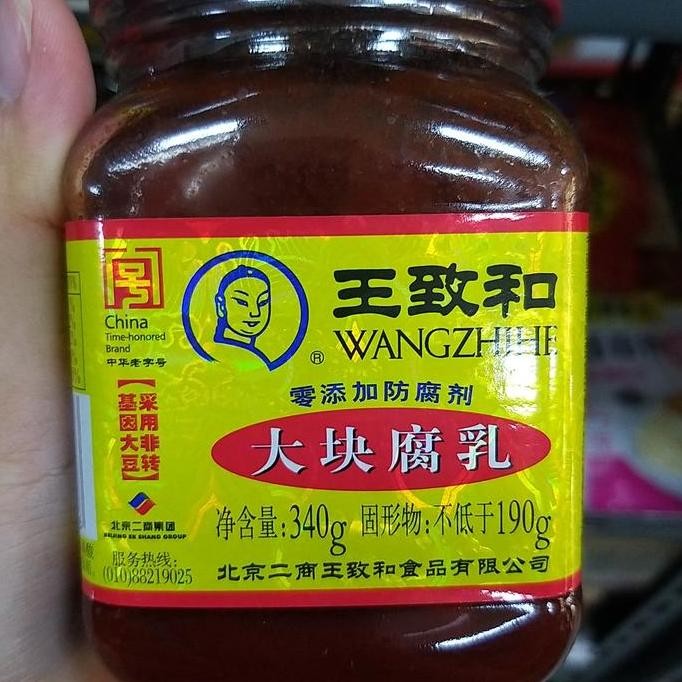 号
China
Time-honored
Brand
中华老字号
【采用非转
基因大豆】
北京二商集团
BEIJING ER SHANG GROUP
服务热线:
(010)88219025
®
王致和
WANGZHIHE
零添加防腐剂
大块腐乳
净含量:340g 固形物:不低于190g
北京二商王致和食品有限公司